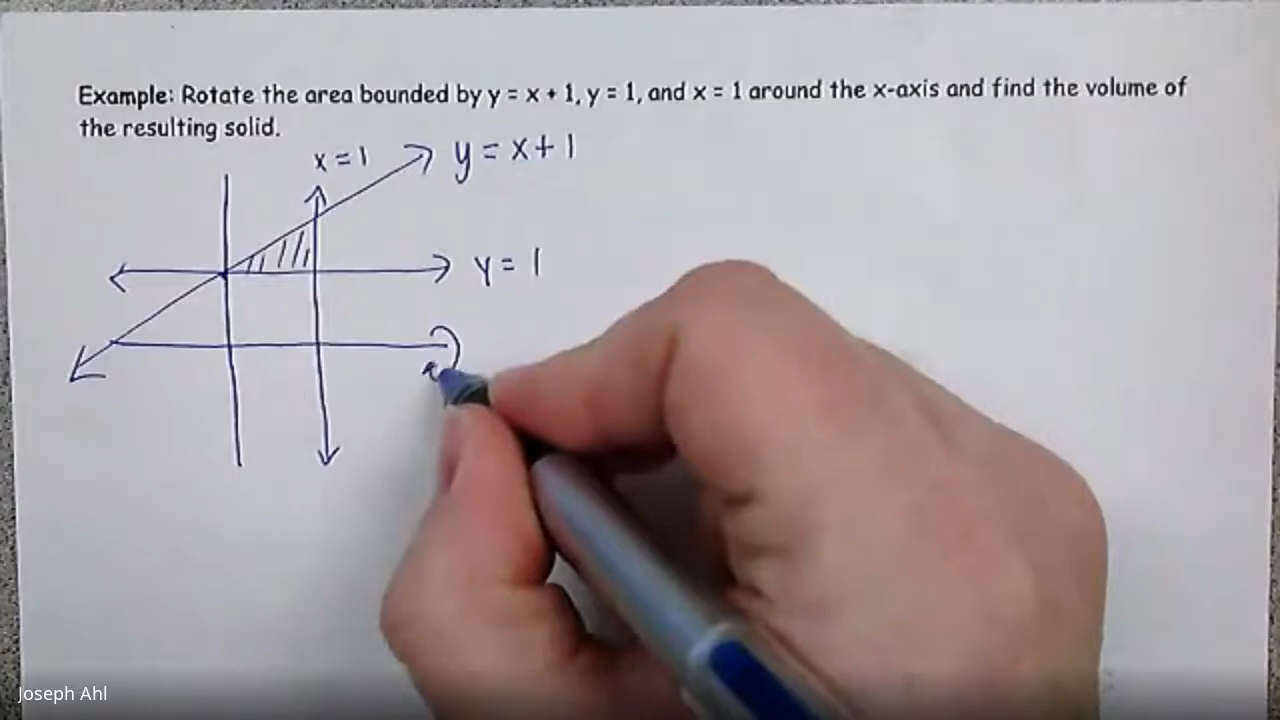 Example: Rotate the area bounded by y = x + 1, y = 1, and x = 1 around the x-axis and find the volume of
the resulting solid.
x = 1
y = x + 1
y = 1
Joseph Ahl